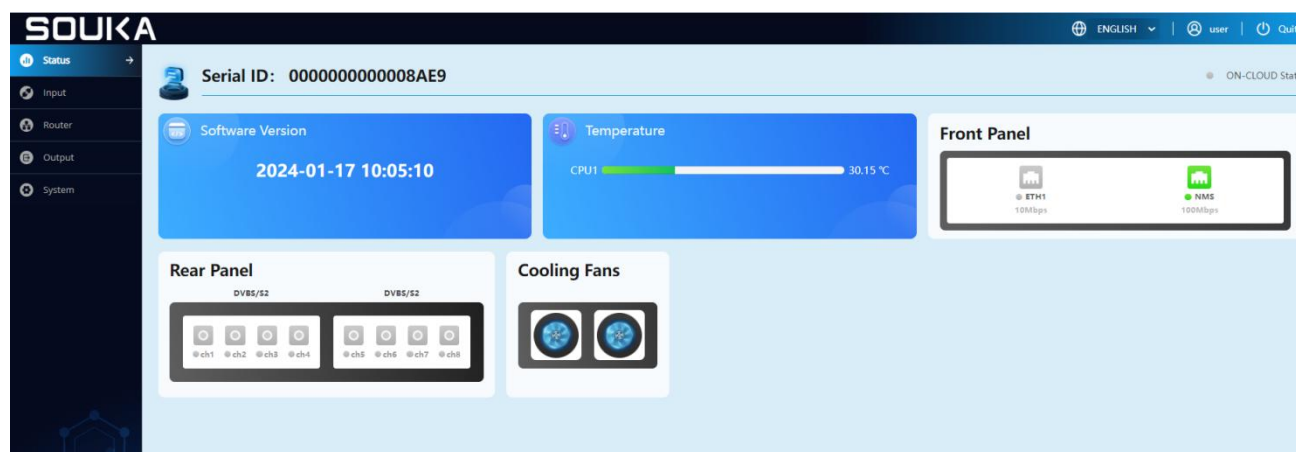 SOUKA
ENGLISH
user
Quit
Status
Input
Router
Output
System
Serial ID: 0000000000008AE9
ON-CLOUD Stat
Software Version
2024-01-17 10:05:10
Temperature
CPU1 30.15 ℃
Front Panel
ETH1 NMS
10Mbps 100Mbps
Rear Panel
DVBS/S2 DVBS/S2
ch1 ch2 ch3 ch4 ch5 ch6 ch7 ch8
Cooling Fans